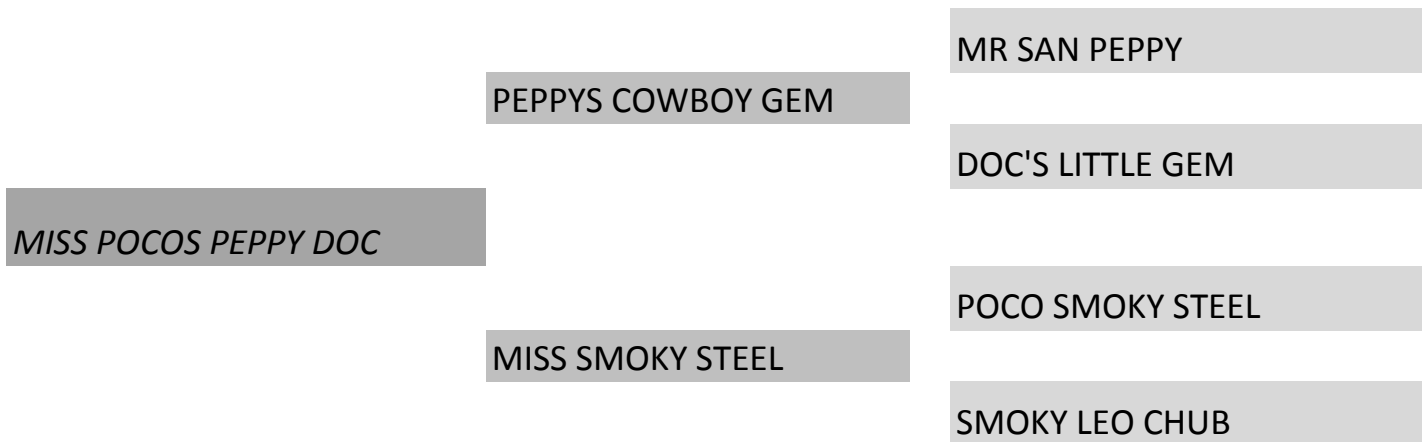 MR SAN PEPPY
PEPPYS COWBOY GEM
DOC'S LITTLE GEM
MISS POCOS PEPPY DOC
POCO SMOKY STEEL
MISS SMOKY STEEL
SMOKY LEO CHUB